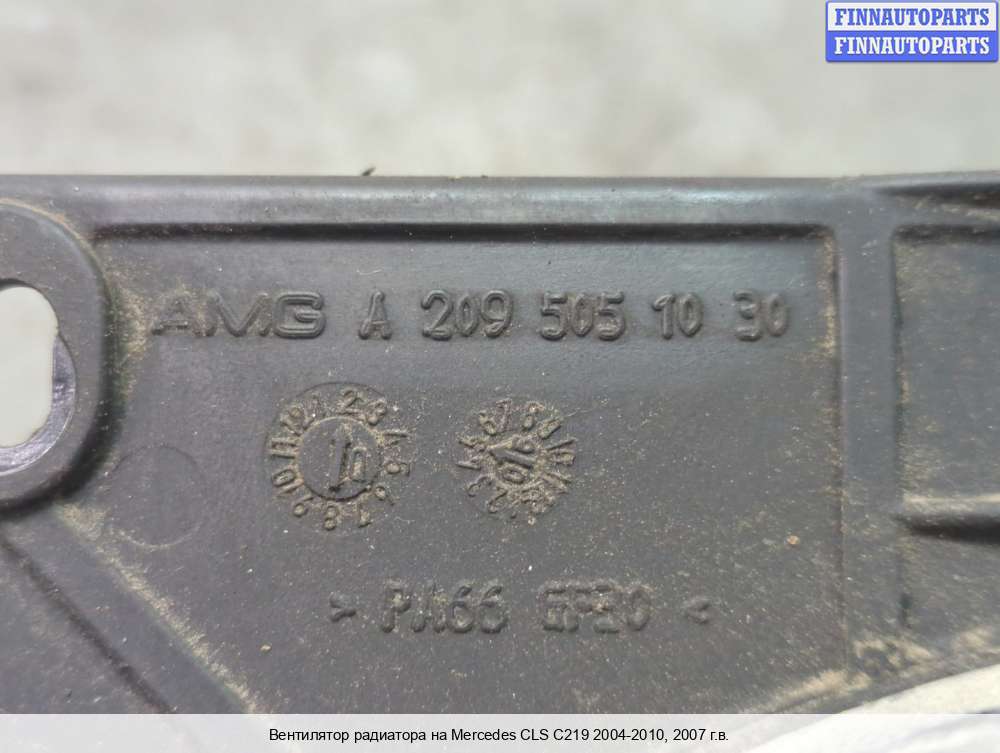 FINNAUTOPARTS
FINNAUTOPARTS
AMG A 209 505 10 30
> PA66 GF30 <
Вентилятор радиатора на Mercedes CLS C219 2004-2010, 2007 г.в.